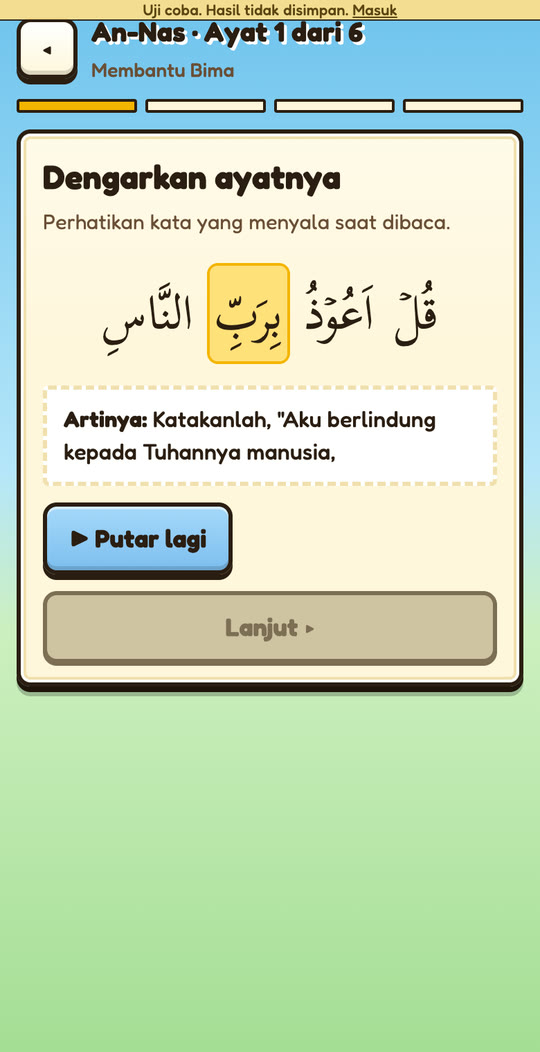 Uji coba. Hasil tidak disimpan. Masuk
An-Nas · Ayat 1 dari 6
Membantu Bima
Dengarkan ayatnya
Perhatikan kata yang menyala saat dibaca.
قُلْ اَعُوْذُ بِرَبِّ النَّاسِ
Artinya: Katakanlah, "Aku berlindung
kepada Tuhannya manusia,
Putar lagi
Lanjut